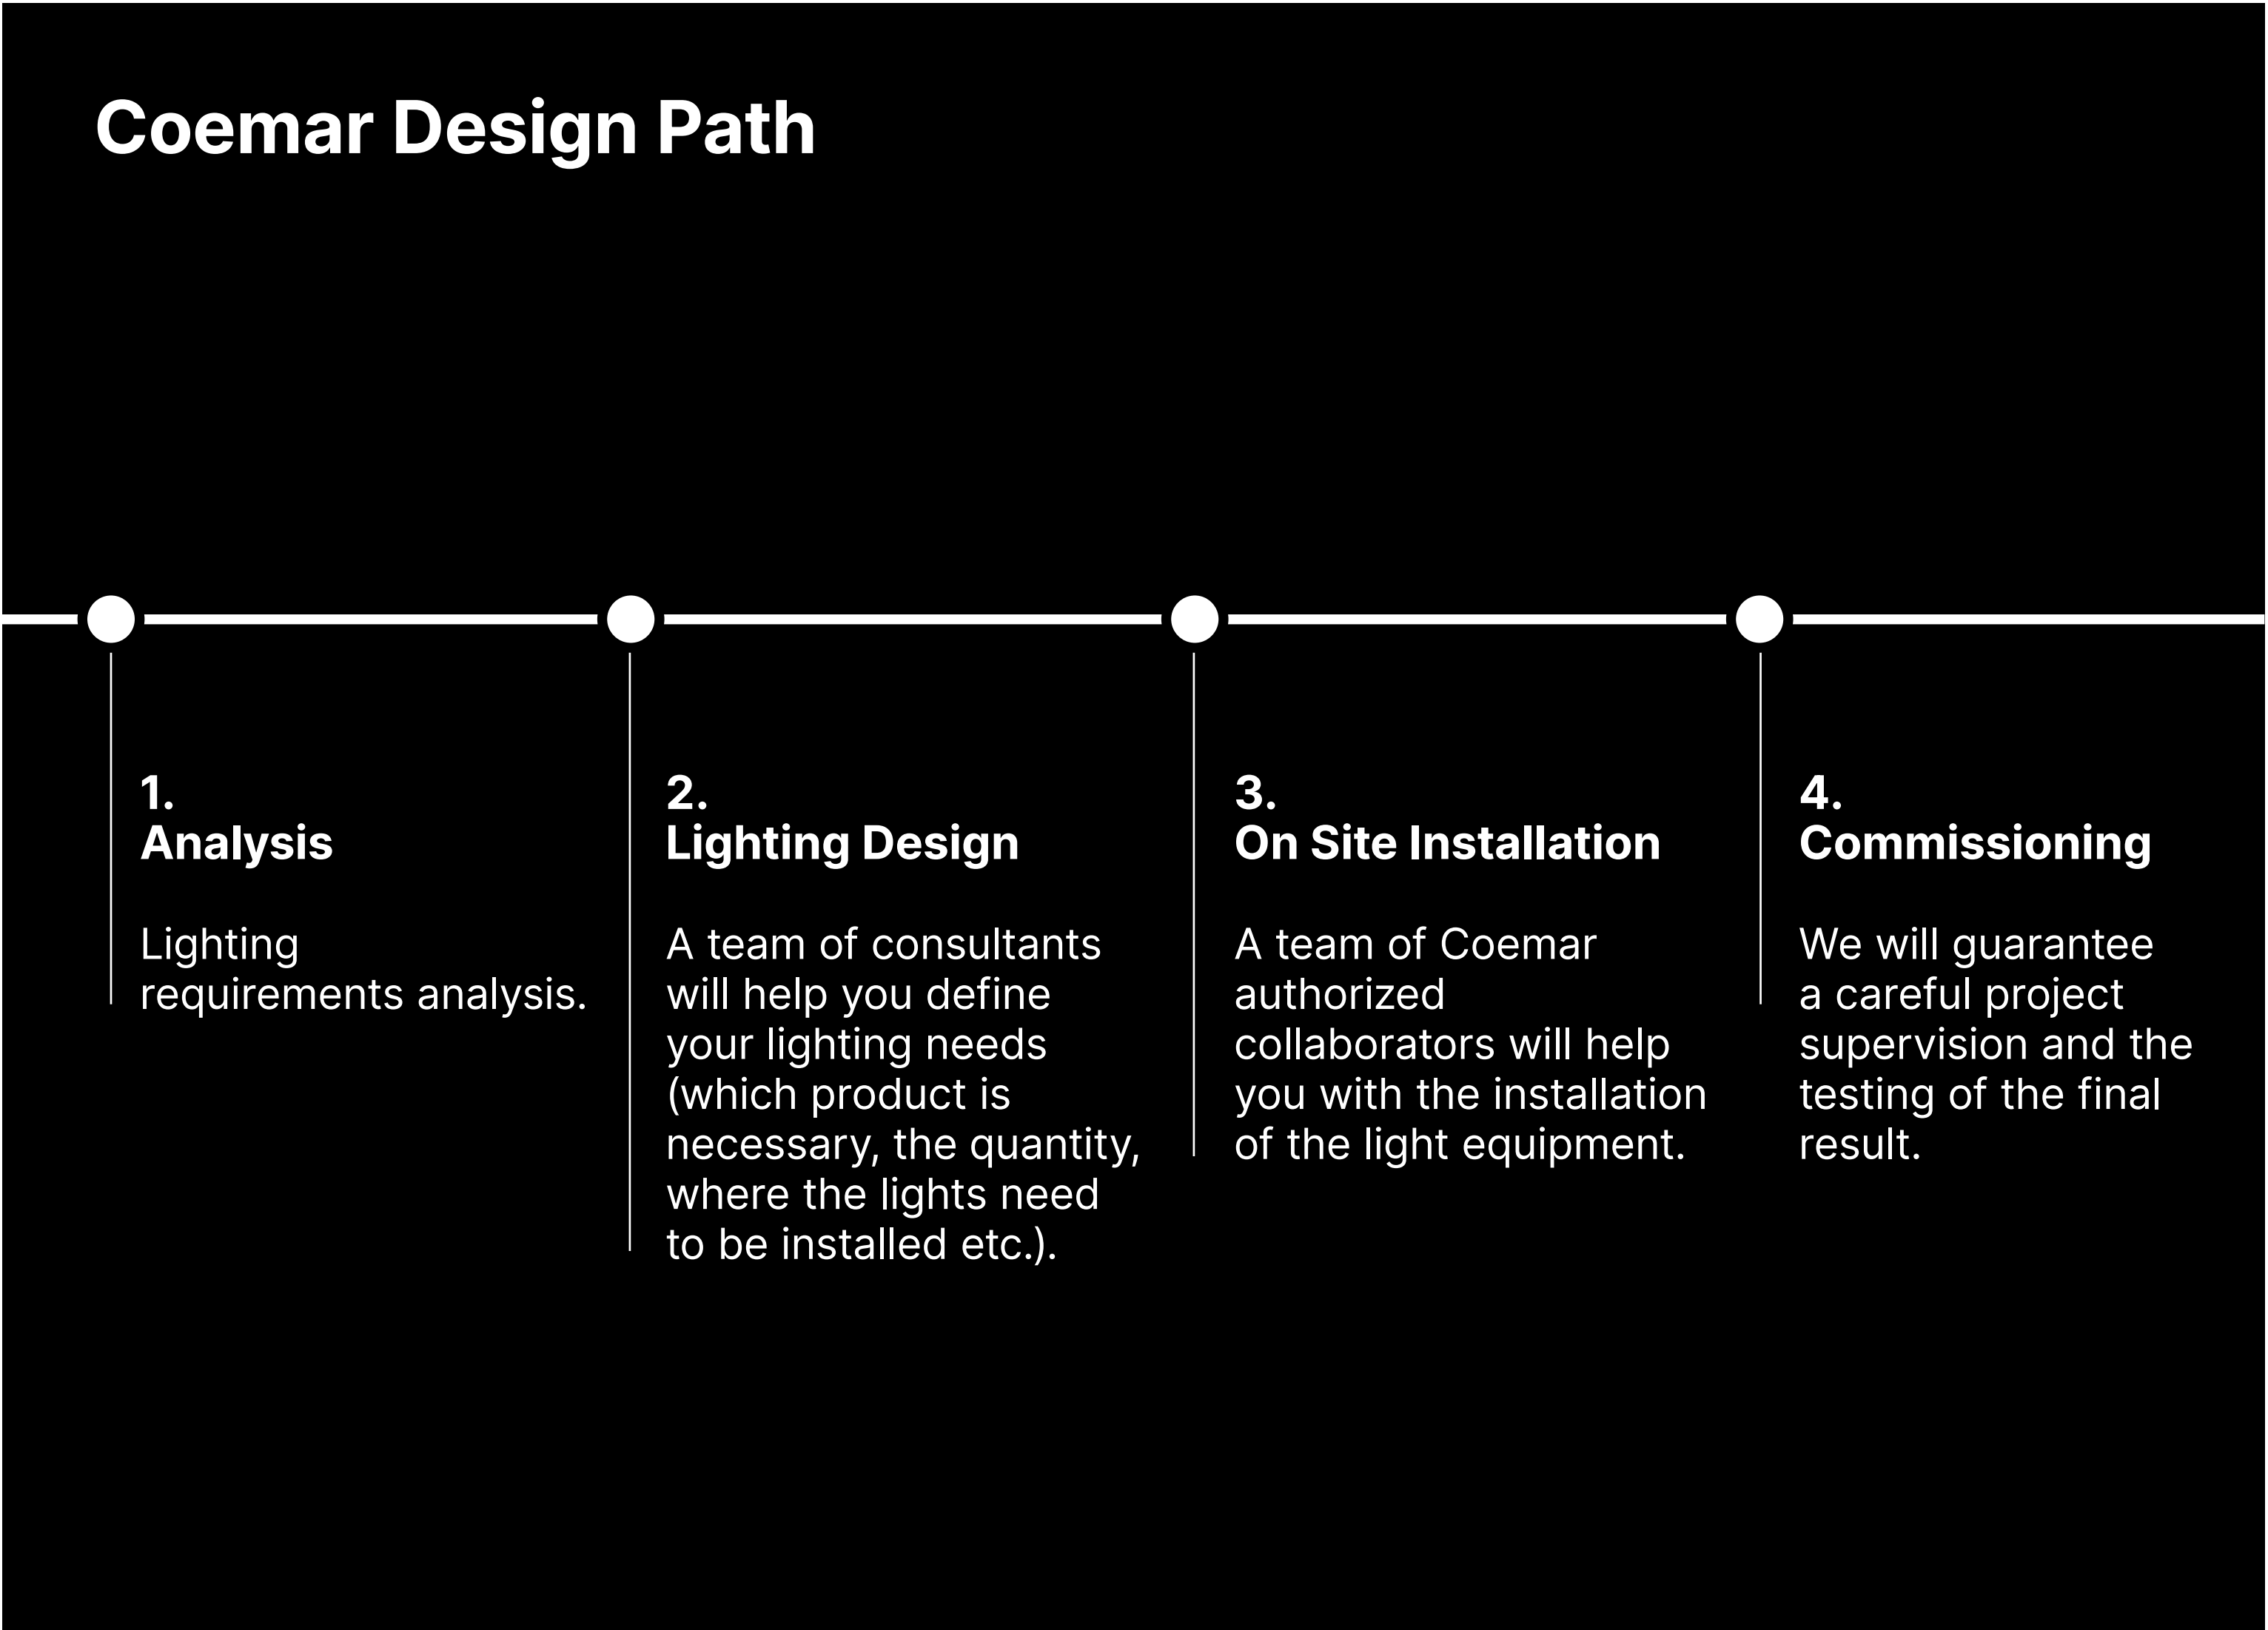 Coemar Design Path
1.
Analysis
Lighting
requirements analysis.
2.
Lighting Design
A team of consultants
will help you define
your lighting needs
(which product is
necessary, the quantity,
where the lights need
to be installed etc.).
3.
On Site Installation
A team of Coemar
authorized
collaborators will help
you with the installation
of the light equipment.
4.
Commissioning
We will guarantee
a careful project
supervision and the
testing of the final
result.